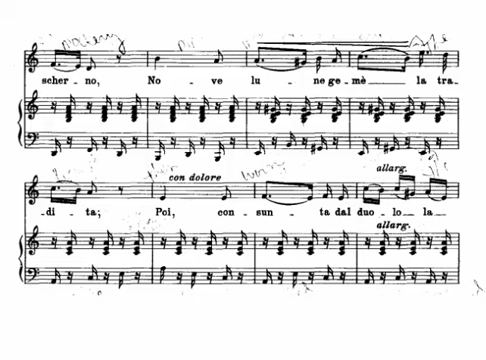 scher - no, No - ve lu - ne ge - mè la tra -
con dolore allarg.
di - ta; Poi, con - sun - ta dal duo - lo la
allarg.